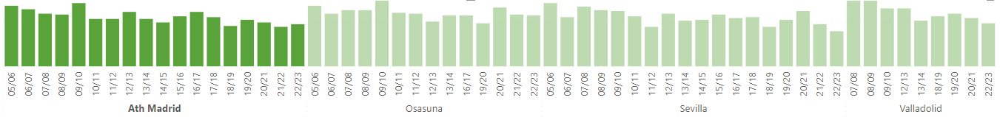 05/06 06/07 07/08 08/09 09/10 10/11 11/12 12/13 13/14 14/15 15/16 16/17 17/18 18/19 19/20 20/21 21/22 22/23 05/06 06/07 07/08 08/09 09/10 10/11 11/12 12/13 13/14 14/15 16/17 19/20 20/21 21/22 22/23 05/06 06/07 07/08 08/09 09/10 10/11 11/12 12/13 13/14 14/15 15/16 16/17 17/18 18/19 19/20 20/21 21/22 22/23 07/08 08/09 09/10 12/13 13/14 18/19 19/20 20/21 22/23
Ath Madrid Osasuna Sevilla Valladolid